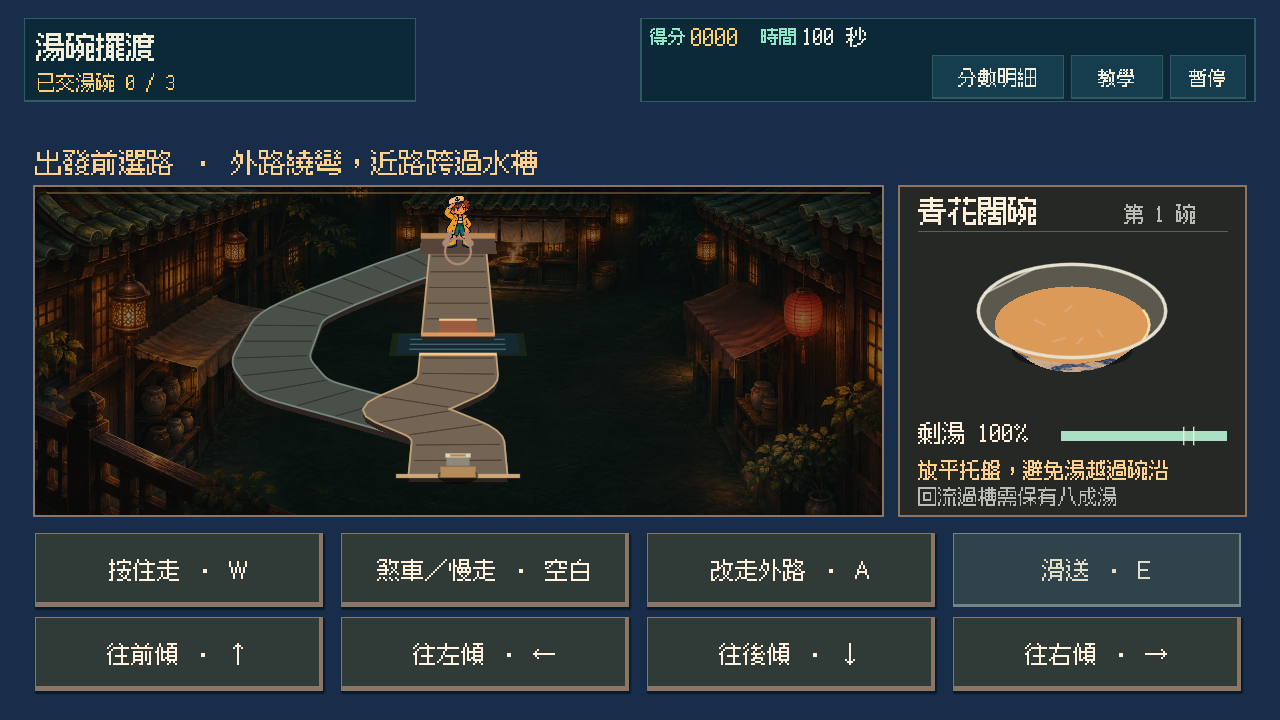 湯碗擺渡
已交湯碗 0 / 3
得分 0000 時間 100 秒
分數明細 教學 暫停
出發前選路 · 外路繞彎，近路跨過水槽
青花闊碗 第 1 碗
剩湯 100%
放平托盤，避免湯越過碗沿
回流過槽需保有八成湯
按住走 · W
煞車／慢走 · 空白
改走外路 · A
滑送 · E
往前傾 · ↑
往左傾 · ←
往後傾 · ↓
往右傾 · →